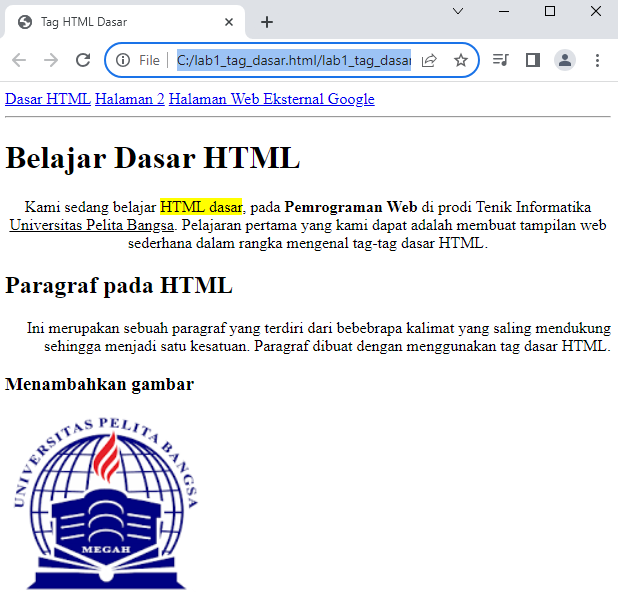 Tag HTML Dasar
File
C:/lab1_tag_dasar.html/lab1_tag_dasar
Dasar HTML Halaman 2 Halaman Web Eksternal Google
Belajar Dasar HTML
Kami sedang belajar HTML dasar, pada Pemrograman Web di prodi Tenik Informatika
Universitas Pelita Bangsa. Pelajaran pertama yang kami dapat adalah membuat tampilan web
sederhana dalam rangka mengenal tag-tag dasar HTML.
Paragraf pada HTML
Ini merupakan sebuah paragraf yang terdiri dari bebebrapa kalimat yang saling mendukung
sehingga menjadi satu kesatuan. Paragraf dibuat dengan menggunakan tag dasar HTML.
Menambahkan gambar
UNIVERSITAS PELITA BANGSA
MEGAH